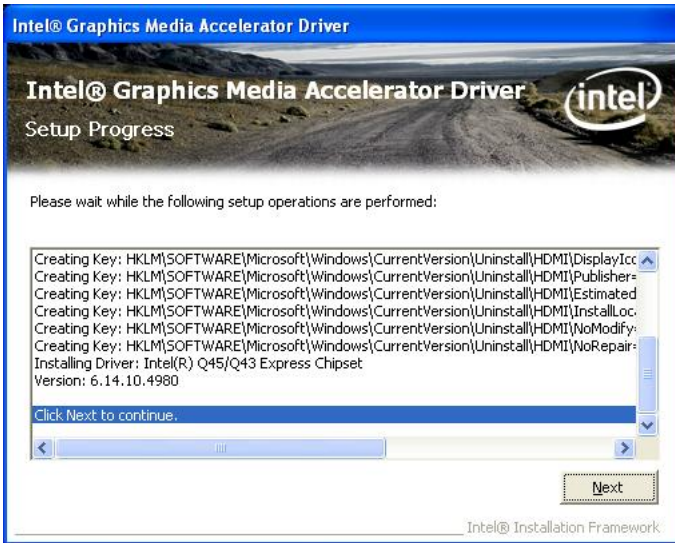 Intel® Graphics Media Accelerator Driver
Intel® Graphics Media Accelerator Driver
intel
Setup Progress
Please wait while the following setup operations are performed:
Creating Key: HKLM\SOFTWARE\Microsoft\Windows\CurrentVersion\Uninstall\HDMI\DisplayIcc
Creating Key: HKLM\SOFTWARE\Microsoft\Windows\CurrentVersion\Uninstall\HDMI\Publisher=
Creating Key: HKLM\SOFTWARE\Microsoft\Windows\CurrentVersion\Uninstall\HDMI\Estimated
Creating Key: HKLM\SOFTWARE\Microsoft\Windows\CurrentVersion\Uninstall\HDMI\InstallLoc
Creating Key: HKLM\SOFTWARE\Microsoft\Windows\CurrentVersion\Uninstall\HDMI\NoModify=
Creating Key: HKLM\SOFTWARE\Microsoft\Windows\CurrentVersion\Uninstall\HDMI\NoRepair=
Installing Driver: Intel(R) Q45/Q43 Express Chipset
Version: 6.14.10.4980
Click Next to continue.
Next
Intel® Installation Framework